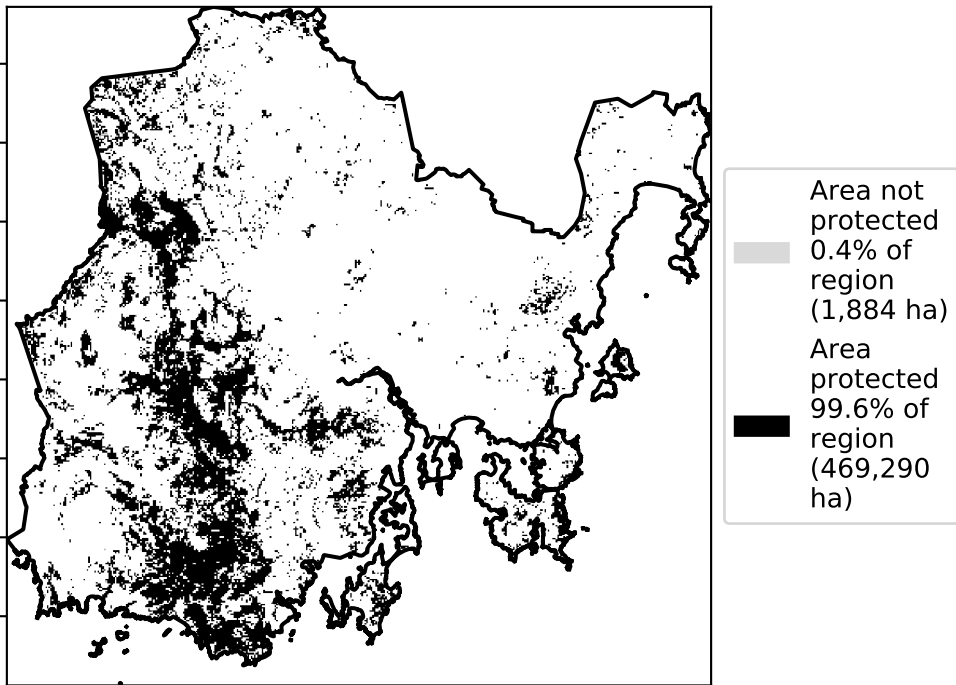 Area not
protected
0.4% of
region
(1,884 ha)
Area
protected
99.6% of
region
(469,290
ha)